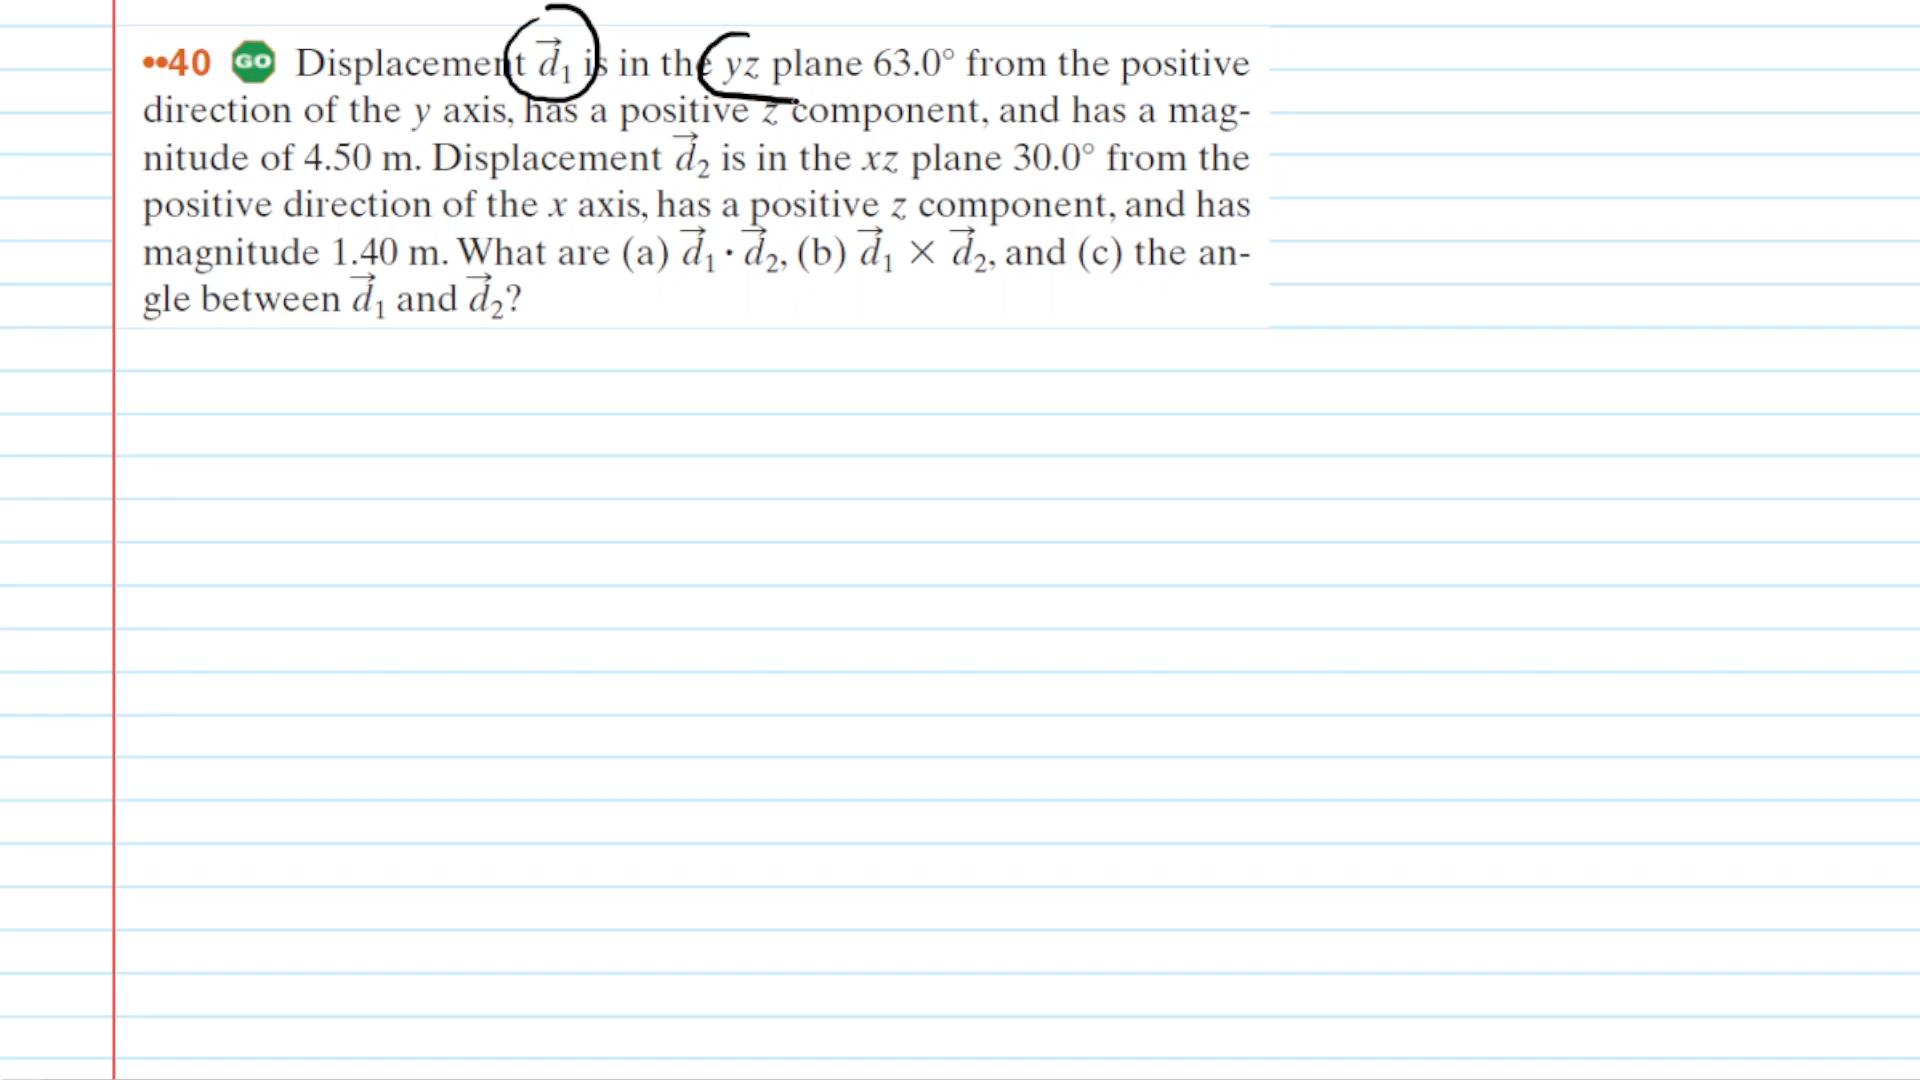 ••40 GO Displacement d⃗₁ is in the yz plane 63.0° from the positive
direction of the y axis, has a positive z component, and has a mag-
nitude of 4.50 m. Displacement d⃗₂ is in the xz plane 30.0° from the
positive direction of the x axis, has a positive z component, and has
magnitude 1.40 m. What are (a) d⃗₁ · d⃗₂, (b) d⃗₁ × d⃗₂, and (c) the an-
gle between d⃗₁ and d⃗₂?